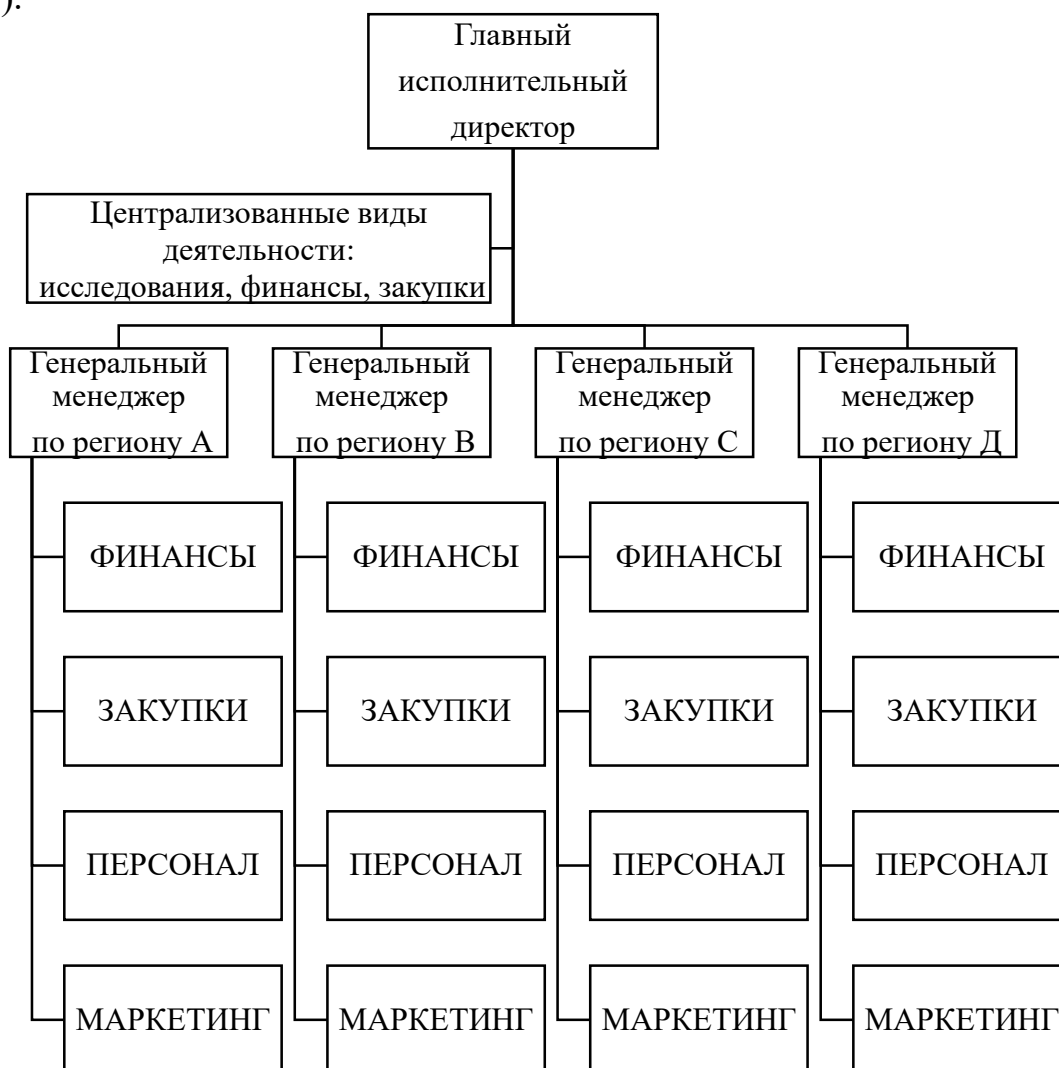 ).
Главный
исполнительный
директор
Централизованные виды
деятельности:
исследования, финансы, закупки
Генеральный
менеджер
по региону А
Генеральный
менеджер
по региону В
Генеральный
менеджер
по региону С
Генеральный
менеджер
по региону Д
ФИНАНСЫ
ФИНАНСЫ
ФИНАНСЫ
ФИНАНСЫ
ЗАКУПКИ
ЗАКУПКИ
ЗАКУПКИ
ЗАКУПКИ
ПЕРСОНАЛ
ПЕРСОНАЛ
ПЕРСОНАЛ
ПЕРСОНАЛ
МАРКЕТИНГ
МАРКЕТИНГ
МАРКЕТИНГ
МАРКЕТИНГ